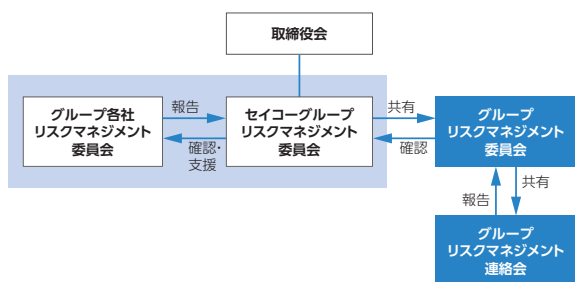 取締役会
グループ各社
リスクマネジメント
委員会
報告
確認・
支援
セイコーグループ
リスクマネジメント
委員会
共有
確認
グループ
リスクマネジメント
委員会
報告
共有
グループ
リスクマネジメント
連絡会